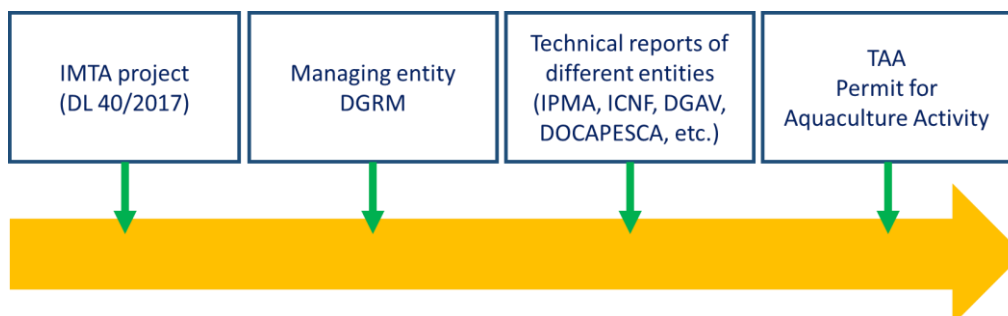 IMTA project
(DL 40/2017)
Managing entity
DGRM
Technical reports of
different entities
(IPMA, ICNF, DGAV,
DOCAPESCA, etc.)
TAA
Permit for
Aquaculture Activity